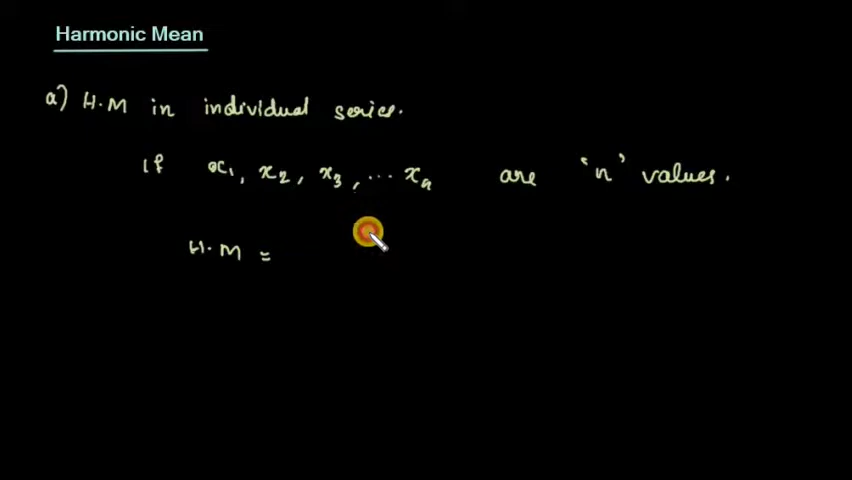 Harmonic Mean
a) H.M in individual series.
If x₁, x₂, x₃, ... xₙ are 'n' values.
H.M =